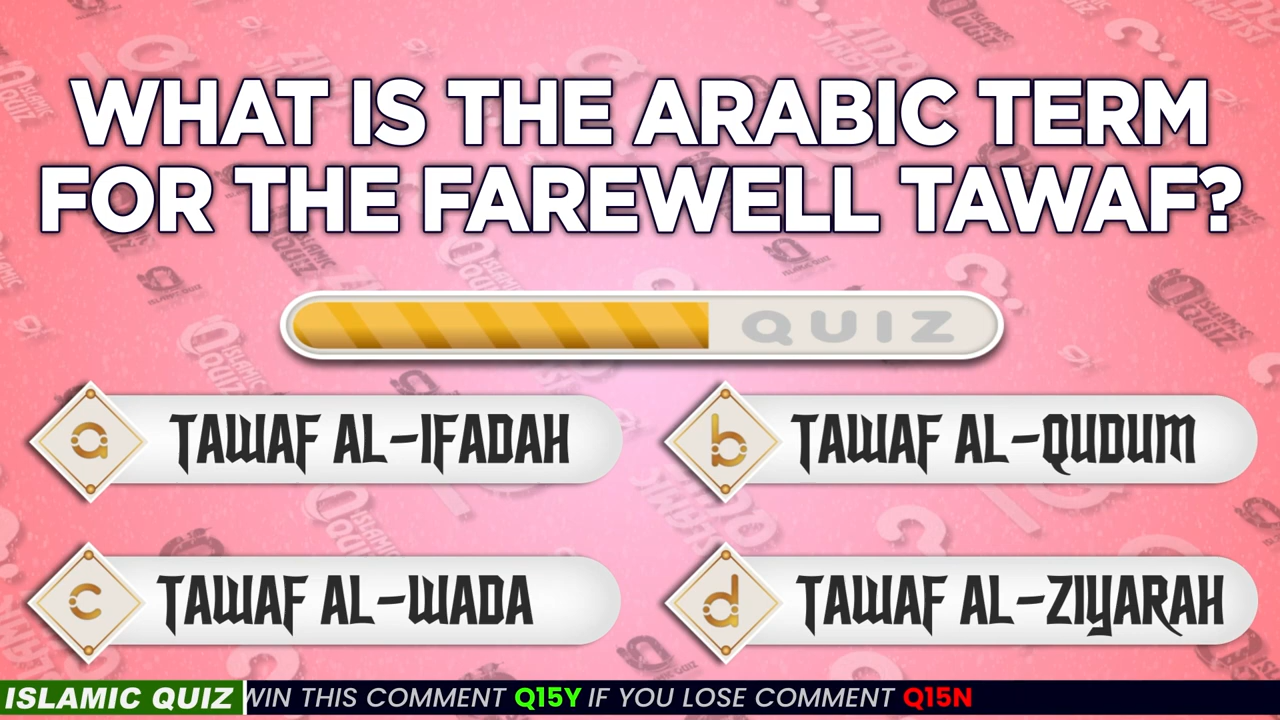 WHAT IS THE ARABIC TERM
FOR THE FAREWELL TAWAF?
QUIZ
a TAWAF AL-IFADAH
b TAWAF AL-QUDUM
c TAWAF AL-WADA
d TAWAF AL-ZIYARAH
ISLAMIC QUIZ WIN THIS COMMENT Q15Y IF YOU LOSE COMMENT Q15N